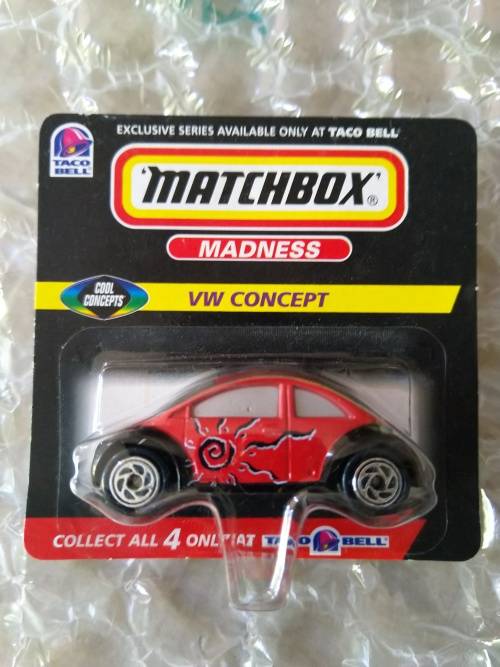 EXCLUSIVE SERIES AVAILABLE ONLY AT TACO BELL
TACO
BELL
'MATCHBOX'®
MADNESS
COOL
CONCEPTS
VW CONCEPT
COLLECT ALL 4 ONLY AT TACO BELL